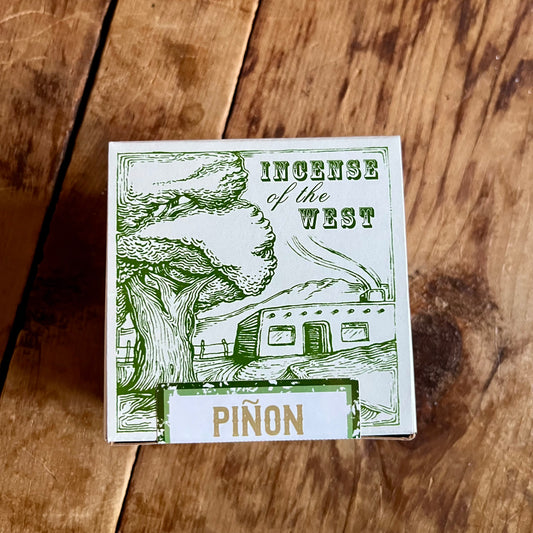 INCENSE
of the
WEST
PIÑON